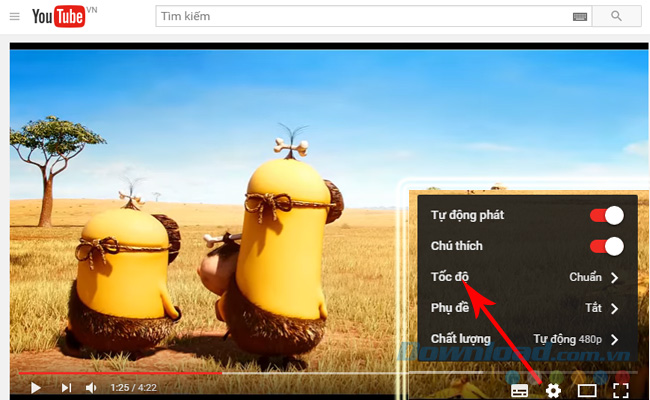 YouTube VN
Tìm kiếm
Tự động phát
Chú thích
Tốc độ Chuẩn
Phụ đề Tắt
Chất lượng Tự động 480p
Download.com.vn
1:25 / 4:22